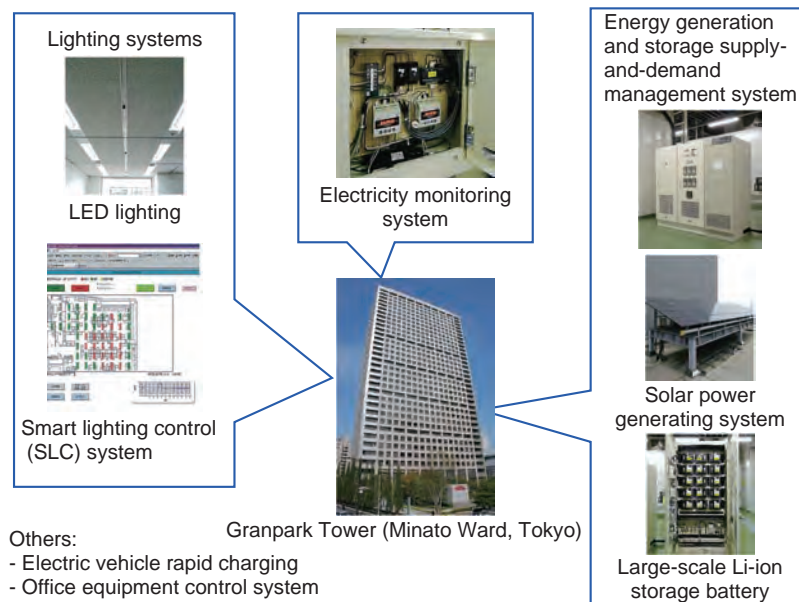 Lighting systems
LED lighting
Smart lighting control
(SLC) system
Electricity monitoring
system
Granpark Tower (Minato Ward, Tokyo)
Energy generation
and storage supply-
and-demand
management system
Solar power
generating system
Large-scale Li-ion
storage battery
Others:
- Electric vehicle rapid charging
- Office equipment control system